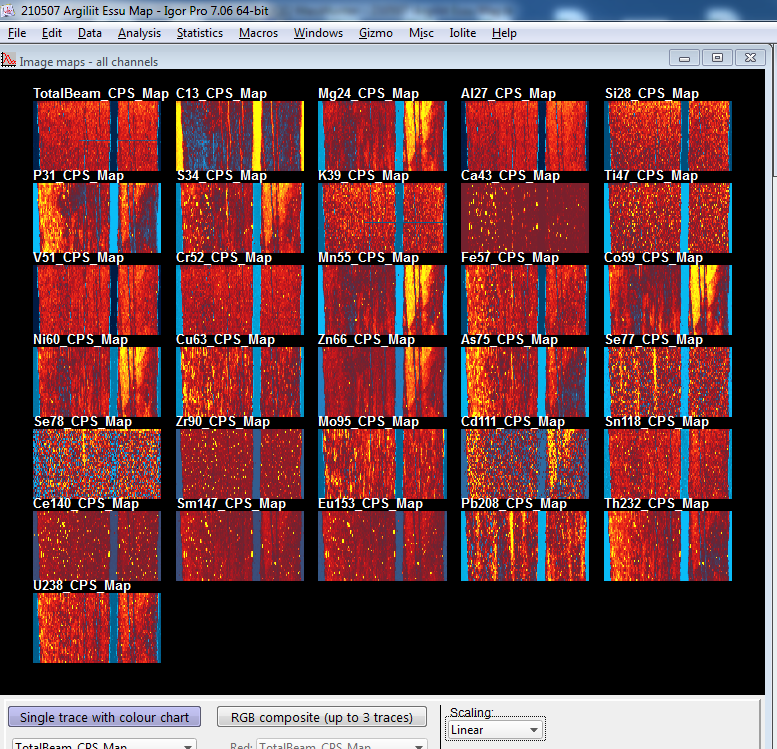 210507 Argiliit Essu Map - Igor Pro 7.06 64-bit
File Edit Data Analysis Statistics Macros Windows Gizmo Misc Iolite Help
Image maps - all channels
TotalBeam_CPS_Map C13_CPS_Map Mg24_CPS_Map Al27_CPS_Map Si28_CPS_Map
P31_CPS_Map S34_CPS_Map K39_CPS_Map Ca43_CPS_Map Ti47_CPS_Map
V51_CPS_Map Cr52_CPS_Map Mn55_CPS_Map Fe57_CPS_Map Co59_CPS_Map
Ni60_CPS_Map Cu63_CPS_Map Zn66_CPS_Map As75_CPS_Map Se77_CPS_Map
Se78_CPS_Map Zr90_CPS_Map Mo95_CPS_Map Cd111_CPS_Map Sn118_CPS_Map
Ce140_CPS_Map Sm147_CPS_Map Eu153_CPS_Map Pb208_CPS_Map Th232_CPS_Map
U238_CPS_Map
Single trace with colour chart RGB composite (up to 3 traces) Scaling:
Linear
TotalBeam_CPS_Map Red: TotalBeam_CPS_Map